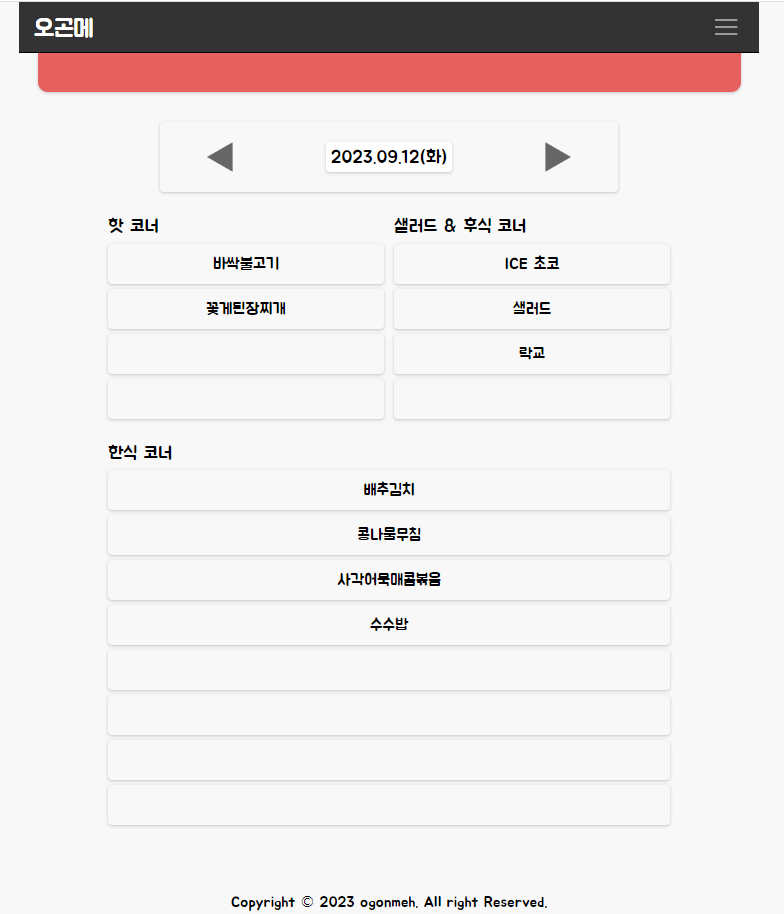 오곤메
2023.09.12(화)
핫 코너
바싹불고기
꽃게된장찌개
샐러드 & 후식 코너
ICE 초코
샐러드
락교
한식 코너
배추김치
콩나물무침
사각어묵매콤볶음
수수밥
Copyright © 2023 ogonmeh. All right Reserved.